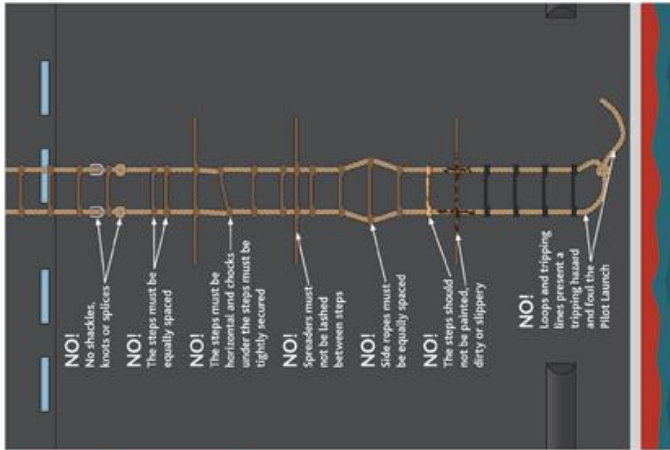 NO!
No shackles,
knots or splices
NO!
The steps must be
equally spaced
NO!
The steps must be
horizontal and chocks
under the steps must be
tightly secured
NO!
Spreaders must
not be lashed
between steps
NO!
Side ropes must
be equally spaced
NO!
The steps should
not be painted,
dirty or slippery
NO!
Loops and tripping
lines present a
tripping hazard
and foul the
Pilot Launch